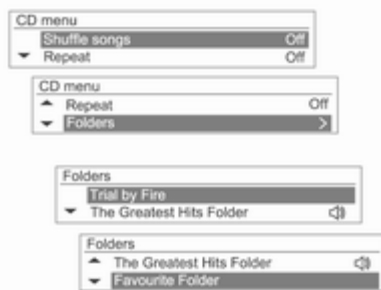 CD menu
Shuffle songs Off
Repeat Off
CD menu
Repeat Off
Folders >
Folders
Trial by Fire
The Greatest Hits Folder
Folders
The Greatest Hits Folder
Favourite Folder